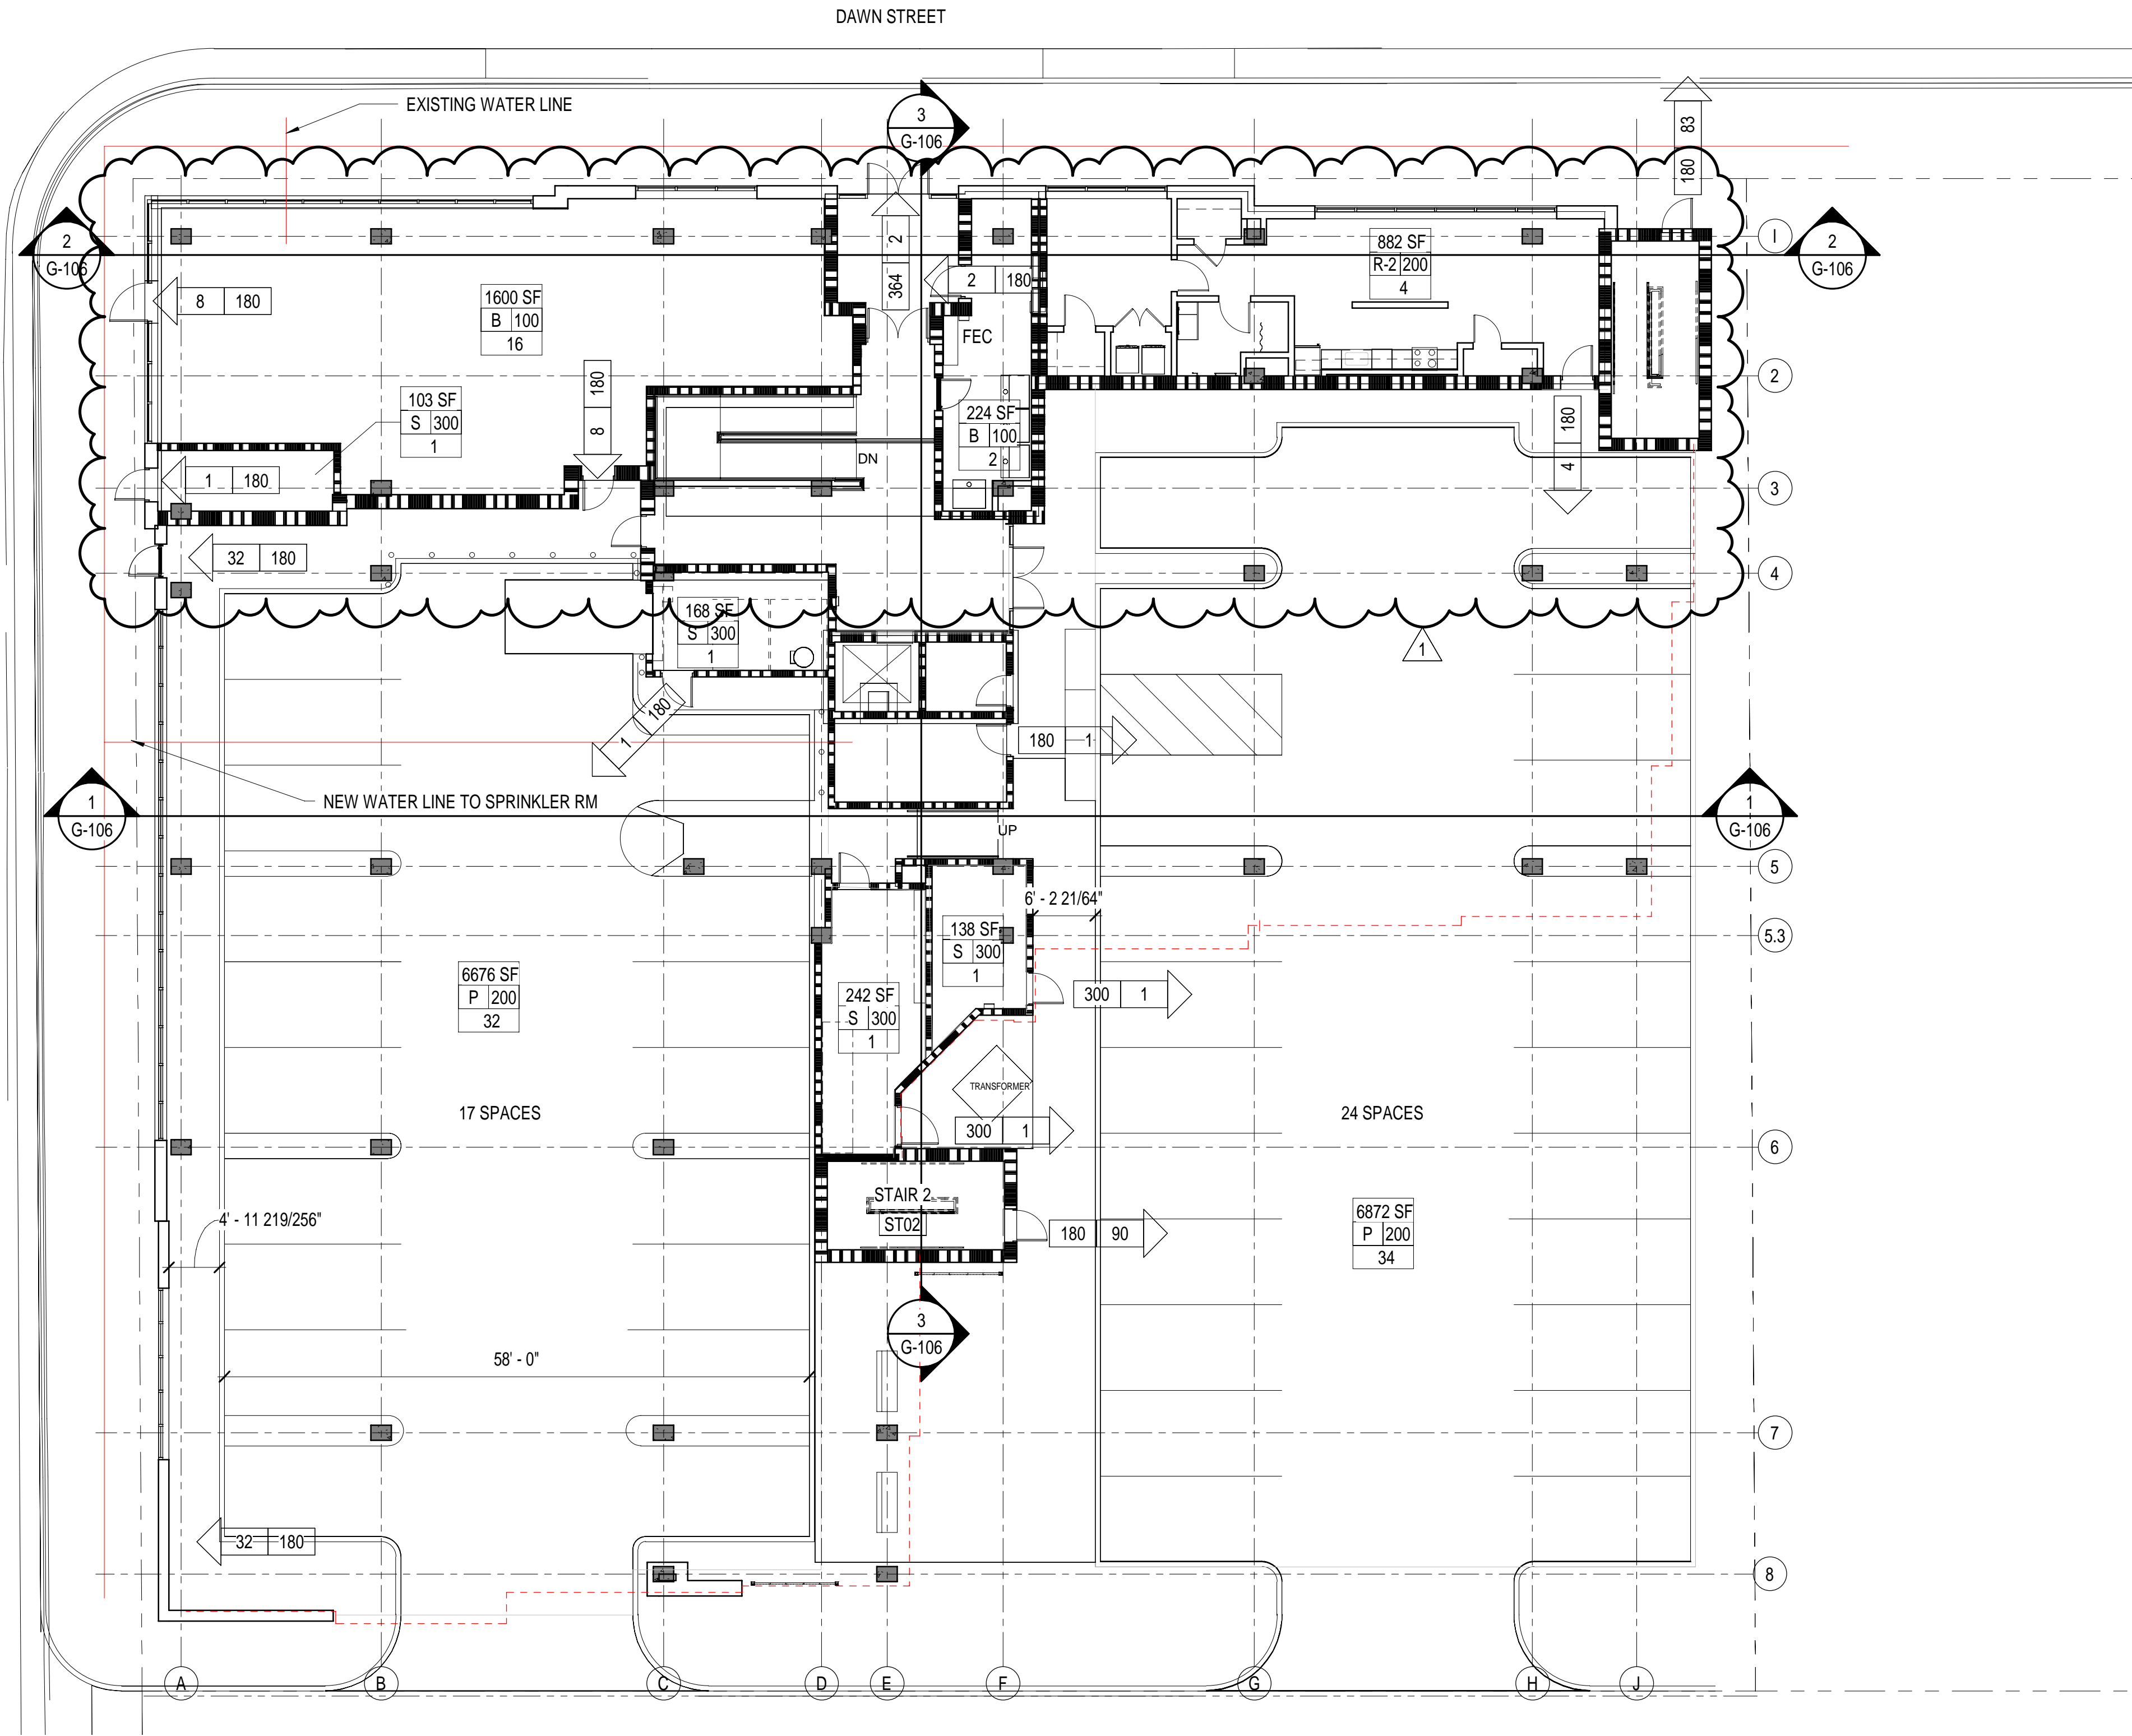 DAWN STREET
EXISTING WATER LINE
3
G-106
83
180
2
G-106
1
2
G-106
8 180
1600 SF
B 100
16
2
364
2 180
882 SF
R-2 200
4
FEC
2
180
8
103 SF
S 300
1
224 SF
B 100
2
180
4
1 180
DN
3
32 180
4
168 SF
S 300
1
1
1 180
180 1
NEW WATER LINE TO SPRINKLER RM
1
G-106
1
G-106
UP
5
6' - 2 21/64"
138 SF
S 300
1
5.3
6676 SF
P 200
32
242 SF
S 300
1
300 1
TRANSFORMER
17 SPACES
24 SPACES
300 1
6
STAIR 2
ST02
4' - 11 219/256"
180 90
6872 SF
P 200
34
3
G-106
58' - 0"
7
32 180
8
A
B
C
D
E
F
G
H
J